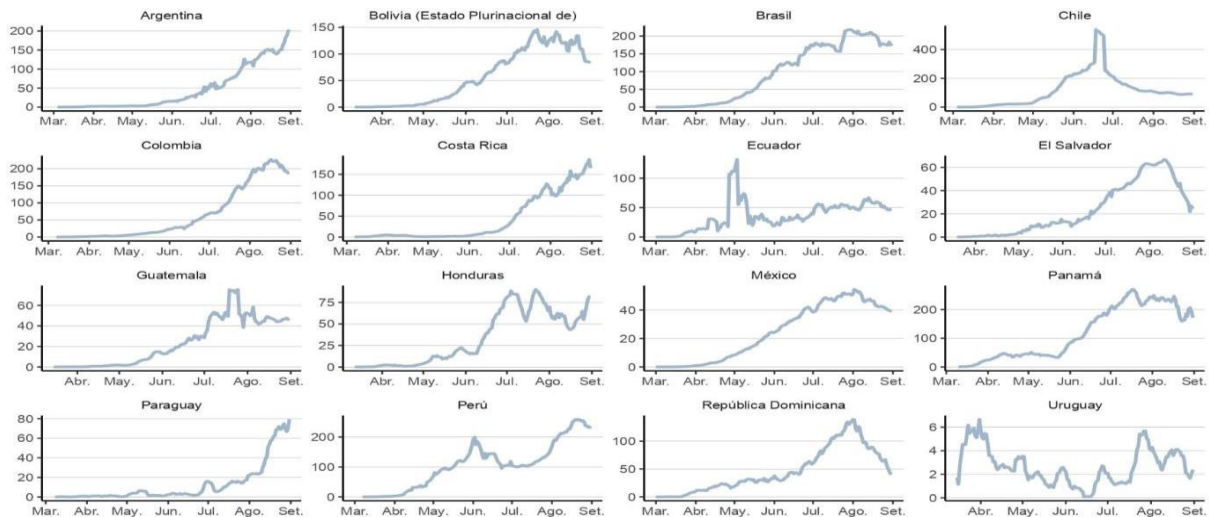 Argentina
200
150
100
50
0
Mar. Abr. May. Jun. Jul. Ago. Set.
Bolivia (Estado Plurinacional de)
150
100
50
0
Mar. Abr. May. Jun. Jul. Ago. Set.
Brasil
200
150
100
50
0
Mar. Abr. May. Jun. Jul. Ago. Set.
Chile
400
200
0
Mar. Abr. May. Jun. Jul. Ago. Set.
Colombia
200
150
100
50
0
Mar. Abr. May. Jun. Jul. Ago. Set.
Costa Rica
150
100
50
0
Mar. Abr. May. Jun. Jul. Ago. Set.
Ecuador
100
50
0
Mar. Abr. May. Jun. Jul. Ago. Set.
El Salvador
60
40
20
0
Abr. May. Jun. Jul. Ago. Set.
Guatemala
60
40
20
0
Abr. May. Jun. Jul. Ago. Set.
Honduras
75
50
25
0
Abr. May. Jun. Jul. Ago. Set.
México
40
20
0
Mar. Abr. May. Jun. Jul. Ago. Set.
Panamá
200
100
0
Mar. Abr. May. Jun. Jul. Ago. Set.
Paraguay
80
60
40
20
0
Mar. Abr. May. Jun. Jul. Ago. Set.
Perú
200
100
0
Mar. Abr. May. Jun. Jul. Ago. Set.
República Dominicana
100
50
0
Mar. Abr. May. Jun. Jul. Ago. Set.
Uruguay
6
4
2
0
Abr. May. Jun. Jul. Ago. Set.